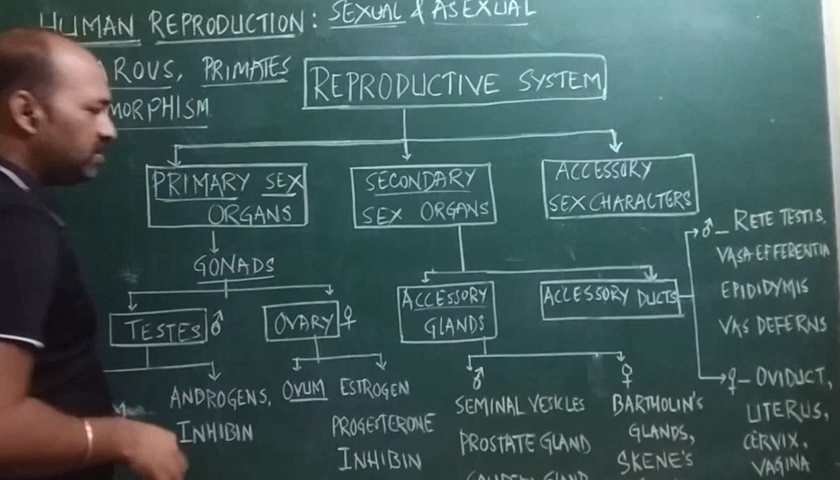 HUMAN REPRODUCTION: SEXUAL & ASEXUAL
ROUS, PRIMATES
MORPHISM
REPRODUCTIVE SYSTEM
PRIMARY SEX
ORGANS
SECONDARY
SEX ORGANS
ACCESSORY
SEX CHARACTERS
GONADS
TESTES ♂
OVARY ♀
ACCESSORY
GLANDS
ACCESSORY DUCTS
♂ - RETE TESTIS,
VASA EFFERENTIA
EPIDIDYMIS
VAS DEFERNS
ANDROGENS,
INHIBIN
OVUM
ESTROGEN
PROGESTERONE
INHIBIN
♂
SEMINAL VESICLES
PROSTATE GLAND
♀
BARTHOLIN'S
GLANDS,
SKENE'S
♀ - OVIDUCT,
UTERUS,
CERVIX,
VAGINA